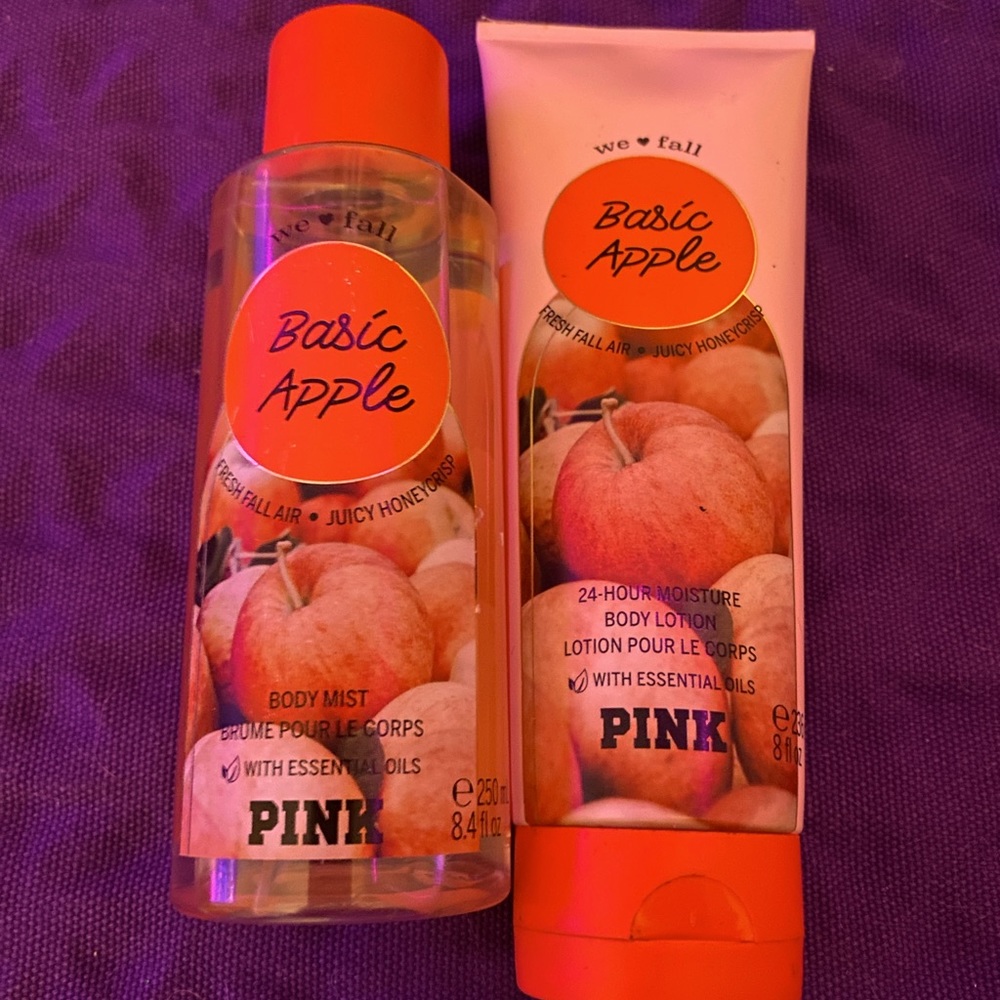 we ♥ fall
Basic
Apple
FRESH FALL AIR • JUICY HONEYCRISP
BODY MIST
BRUME POUR LE CORPS
WITH ESSENTIAL OILS
PINK
℮ 250 m
8.4 fl oz
we ♥ fall
Basic
Apple
FRESH FALL AIR • JUICY HONEYCRISP
24-HOUR MOISTURE
BODY LOTION
LOTION POUR LE CORPS
WITH ESSENTIAL OILS
PINK
℮ 236
8 fl oz